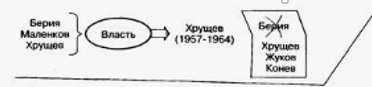 Берия
Маленков
Хрущев
Власть
Хрущев
(1957-1964)
Берия
Хрущев
Жуков
Конев